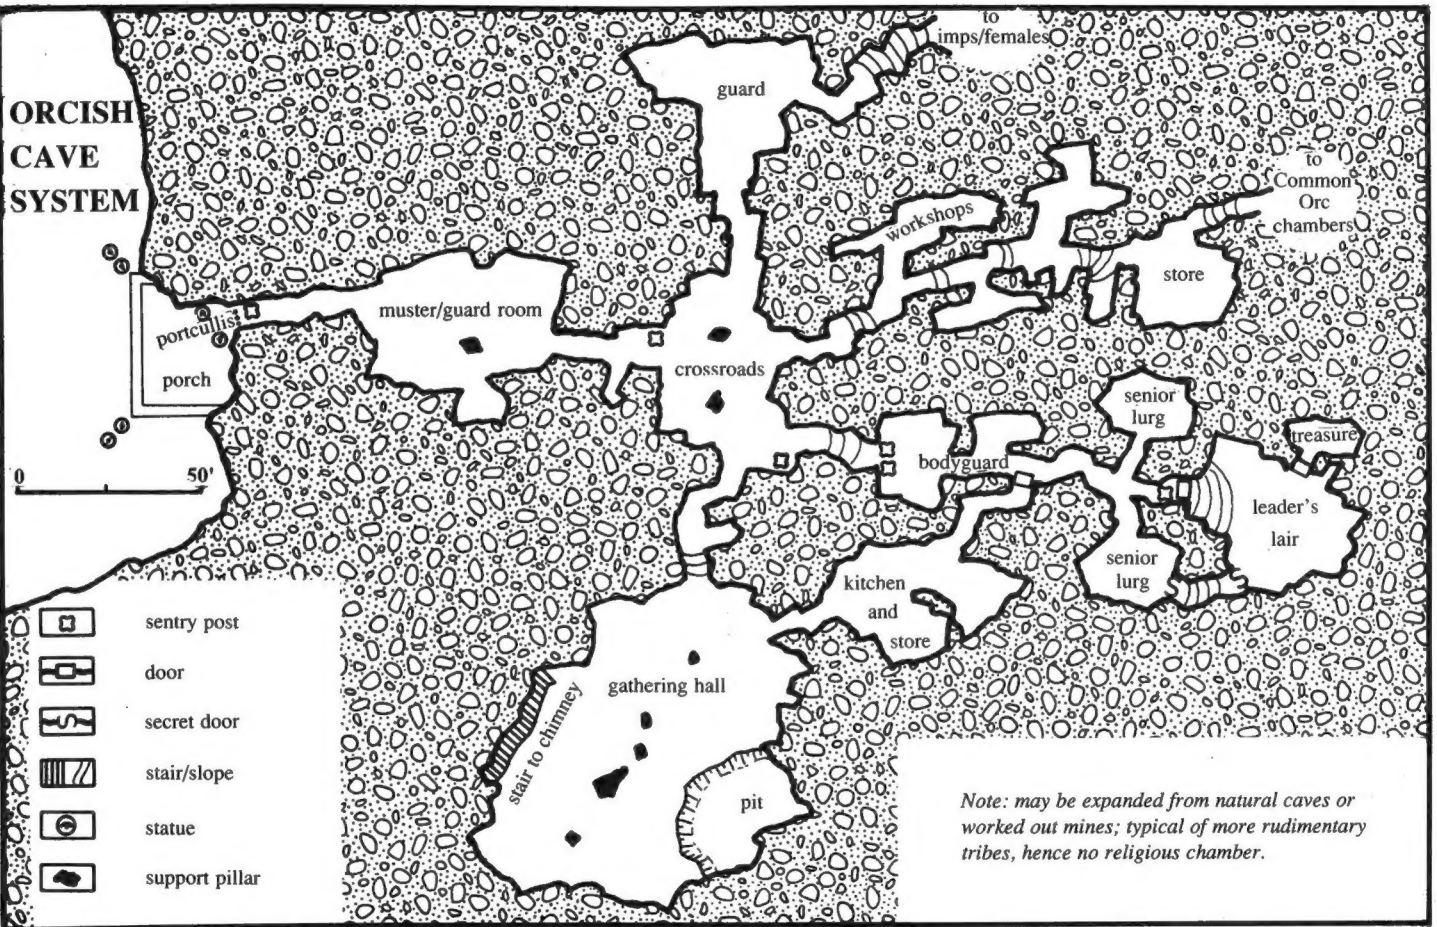 ORCISH
CAVE
SYSTEM
to
imps/females
guard
to
Common
Orc
chambers
workshops
store
muster/guard room
portcullis
porch
crossroads
senior
lurg
treasure
bodyguard
leader's
lair
0 50'
senior
lurg
kitchen
and
store
gathering hall
stair to chimney
pit
sentry post
door
secret door
stair/slope
statue
support pillar
Note: may be expanded from natural caves or
worked out mines; typical of more rudimentary
tribes, hence no religious chamber.